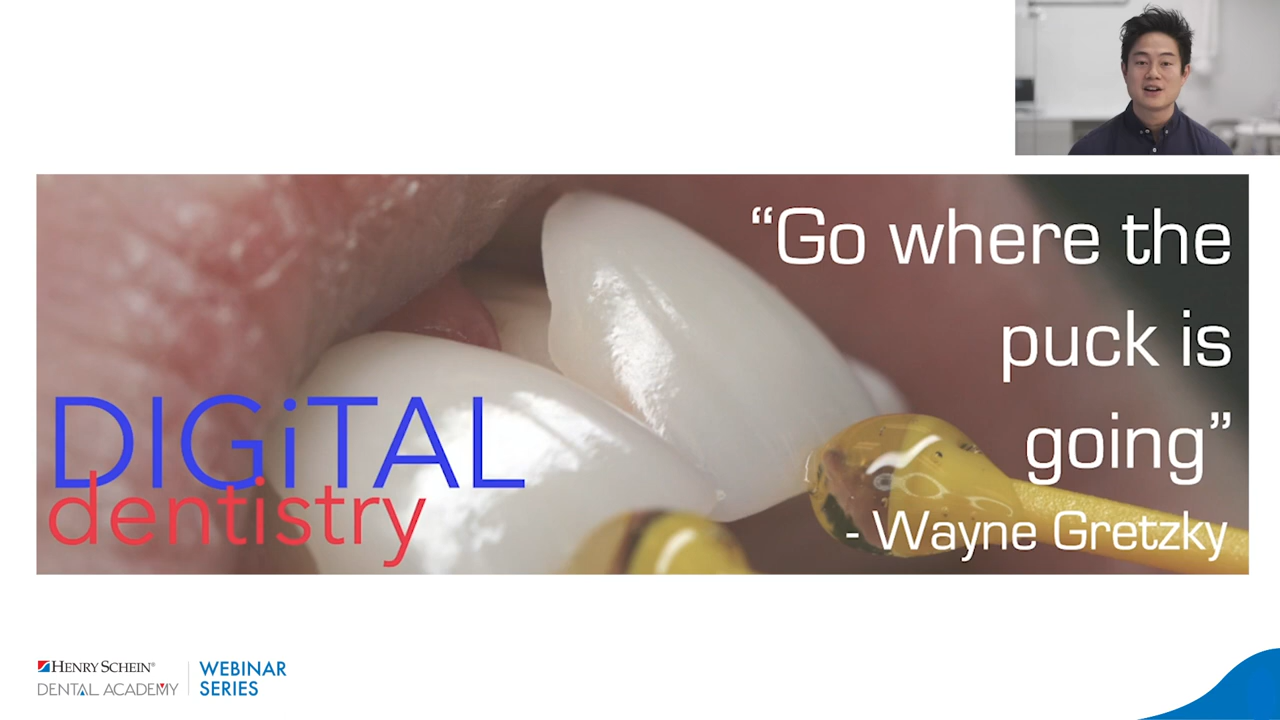 “Go where the
puck is
going”
- Wayne Gretzky
DIGiTAL
dentistry
HENRY SCHEIN®
DENTAL ACADEMY
WEBINAR
SERIES